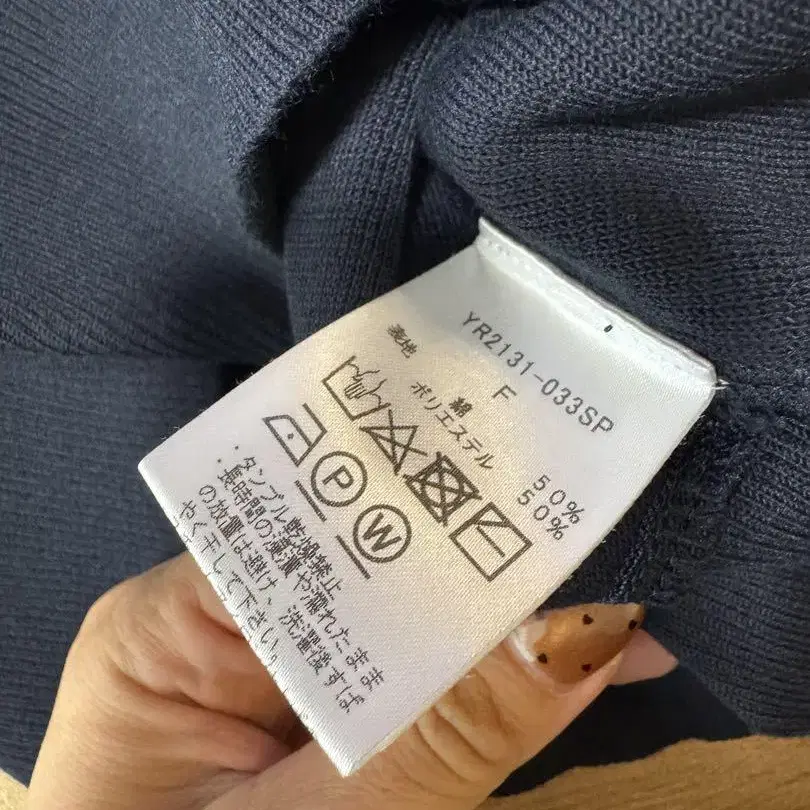 YR2131-033SP
F
表地
綿 50%
ポリエステル 50%
P
W
・タンブル乾燥禁止
・長時間の浸漬や濡れたまま
の放置は避け、洗濯後すば
やく干して下さい。